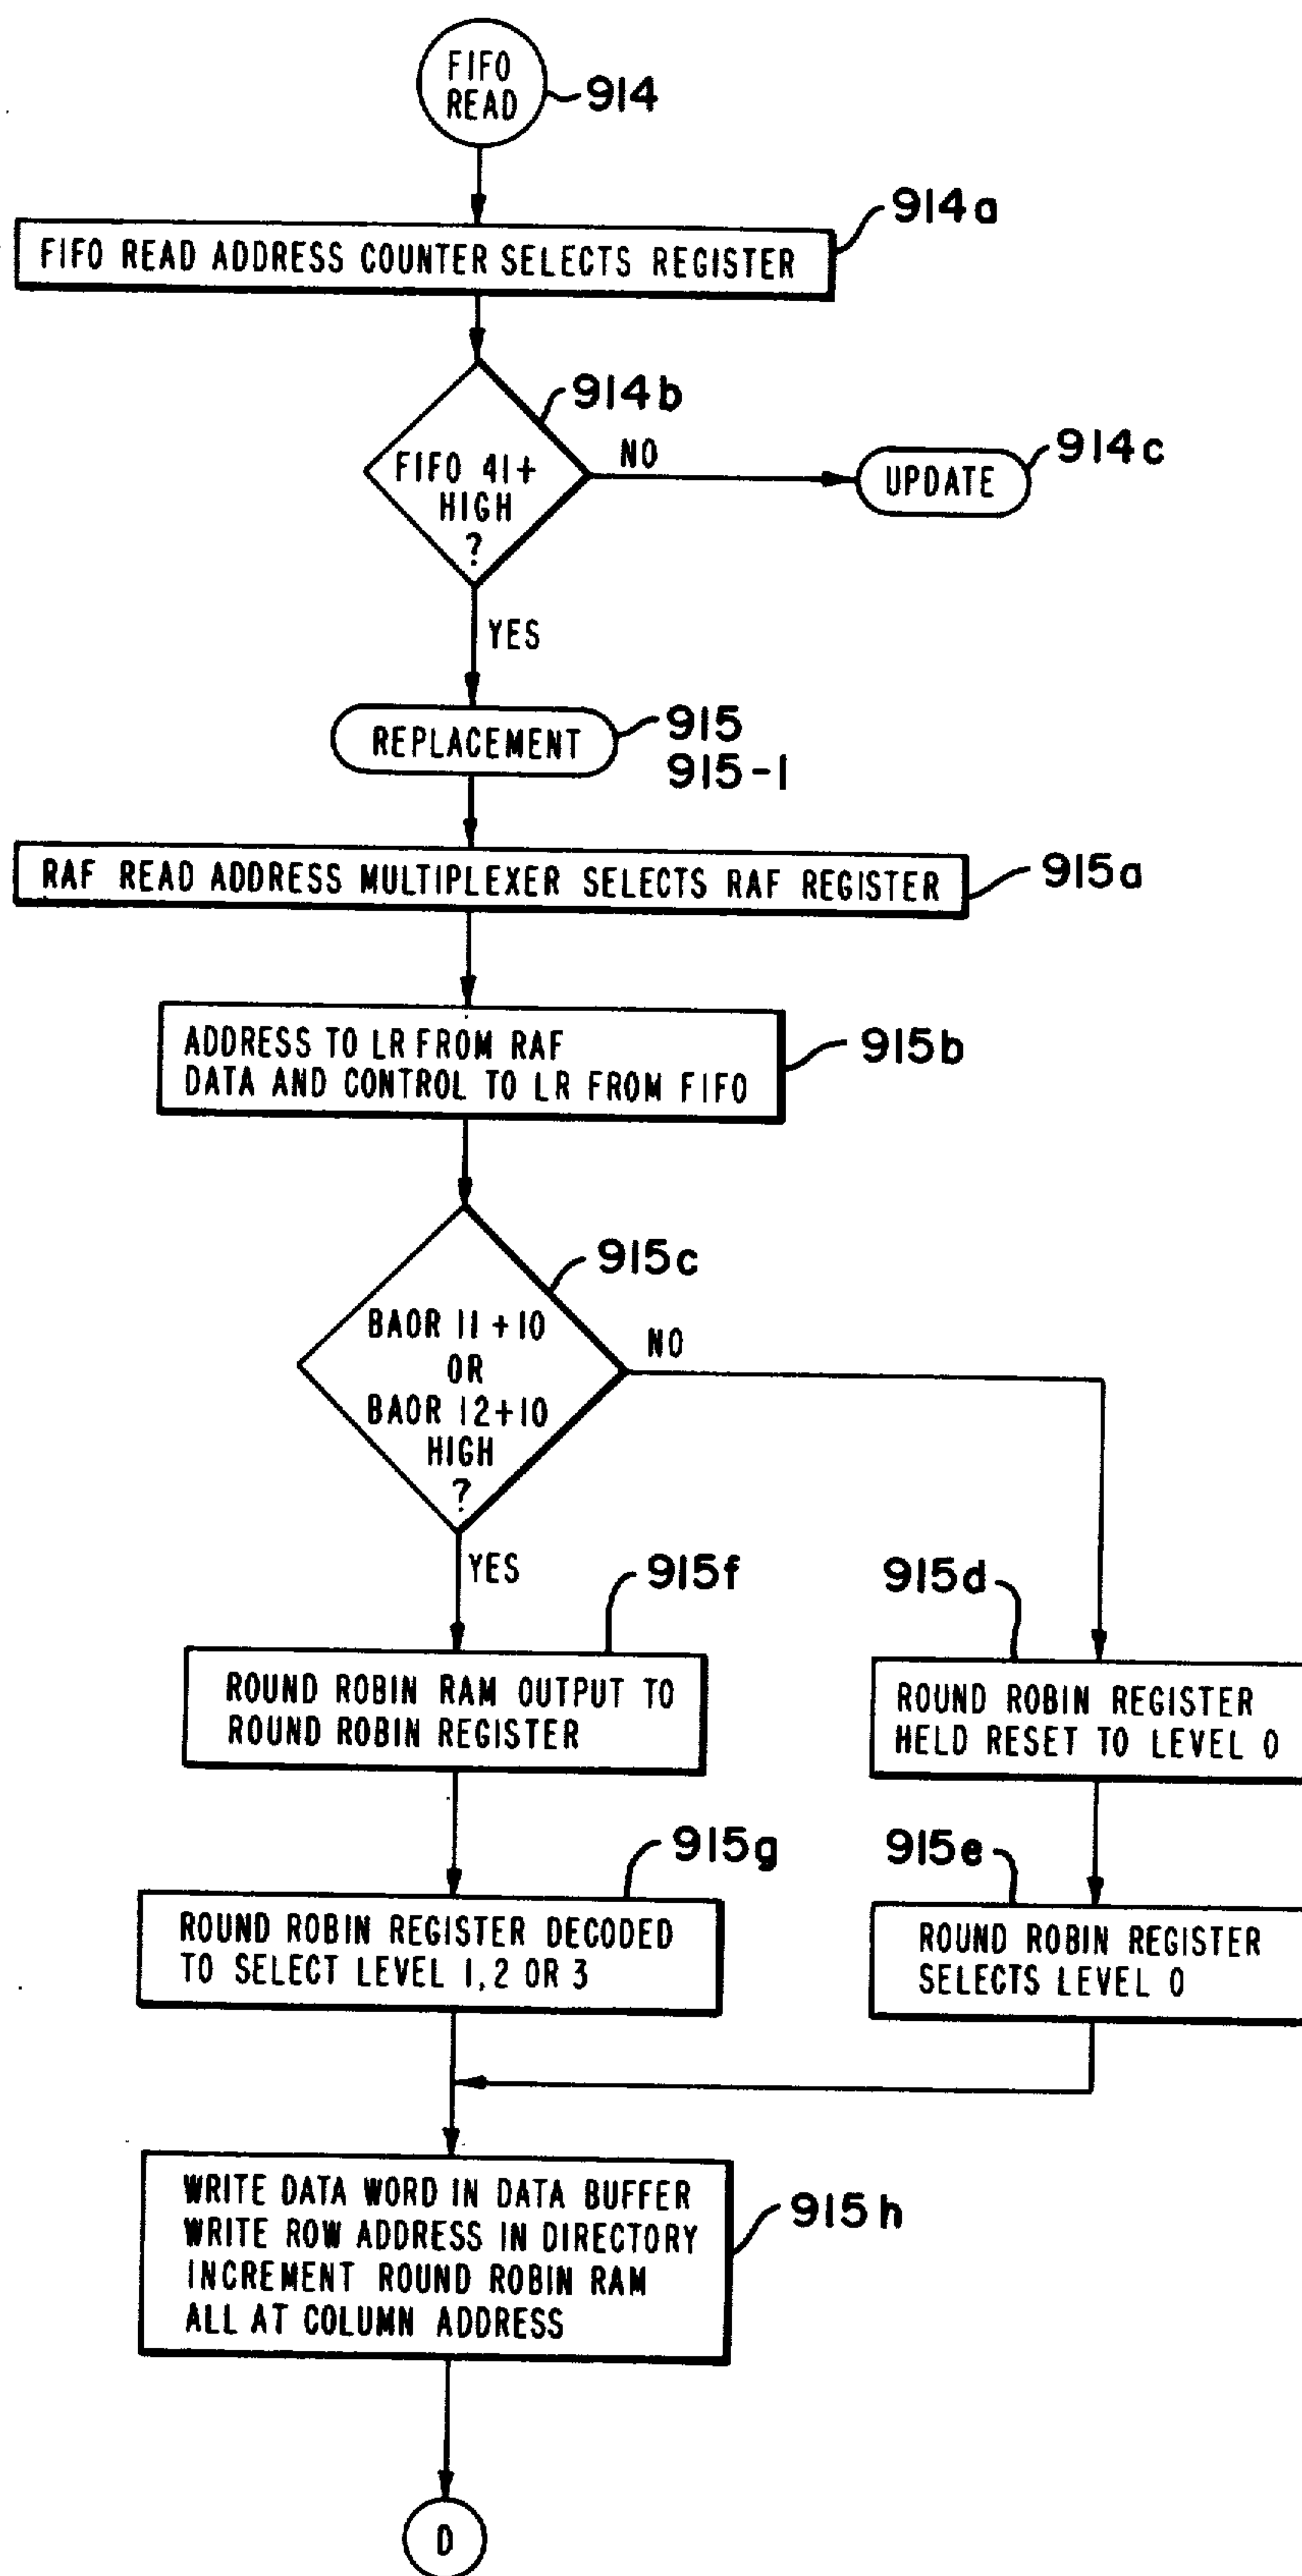 FIFO
READ
914
914a
FIFO READ ADDRESS COUNTER SELECTS REGISTER
914b
FIFO 41+
HIGH
?
NO
UPDATE
914c
YES
REPLACEMENT
915
915-1
RAF READ ADDRESS MULTIPLEXER SELECTS RAF REGISTER
915a
ADDRESS TO LR FROM RAF
DATA AND CONTROL TO LR FROM FIFO
915b
915c
BAOR 11+10
OR
BAOR 12+10
HIGH
?
NO
YES
915f
915d
ROUND ROBIN RAM OUTPUT TO
ROUND ROBIN REGISTER
ROUND ROBIN REGISTER
HELD RESET TO LEVEL 0
915g
915e
ROUND ROBIN REGISTER DECODED
TO SELECT LEVEL 1, 2 OR 3
ROUND ROBIN REGISTER
SELECTS LEVEL 0
WRITE DATA WORD IN DATA BUFFER
WRITE ROW ADDRESS IN DIRECTORY
INCREMENT ROUND ROBIN RAM
ALL AT COLUMN ADDRESS
915h
D